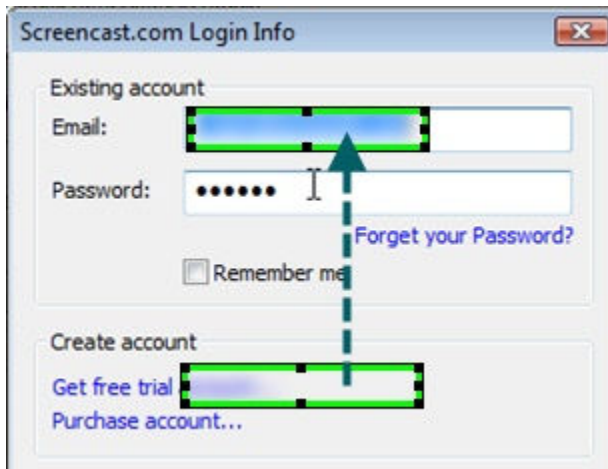 Screencast.com Login Info
Existing account
Email:
Password: ••••••
Forget your Password?
Remember me
Create account
Get free trial
Purchase account...